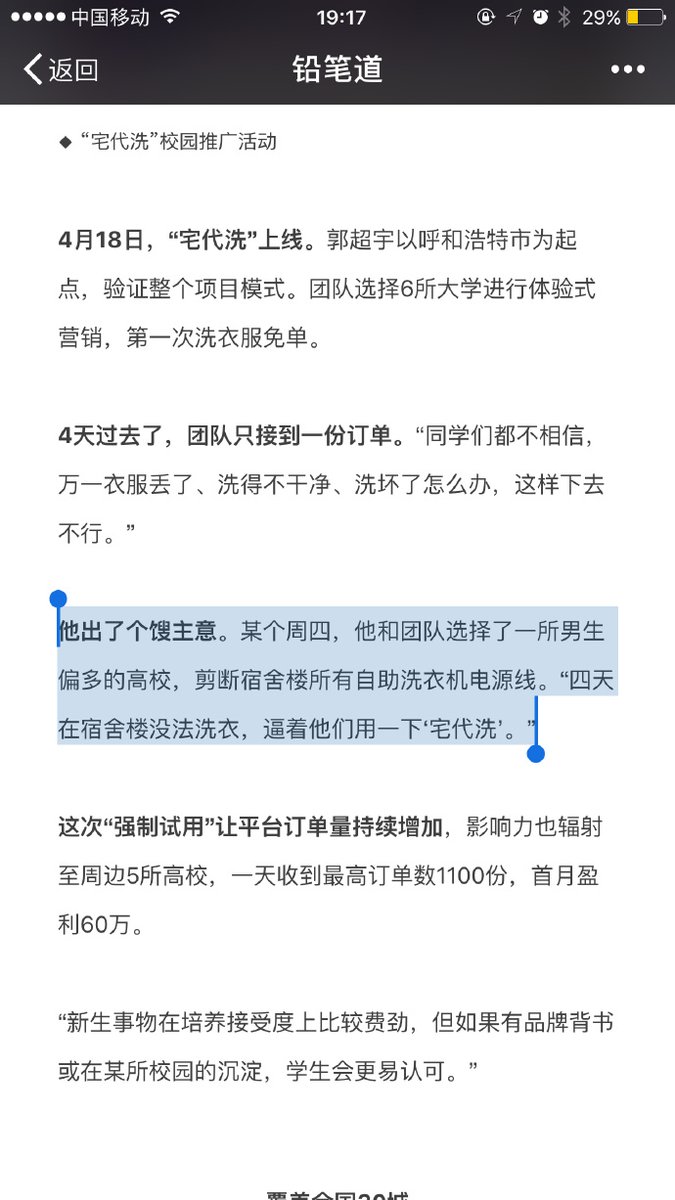 中国移动 19:17 29%
返回 铅笔道
◆ “宅代洗”校园推广活动
4月18日，“宅代洗”上线。郭超宇以呼和浩特市为起
点，验证整个项目模式。团队选择6所大学进行体验式
营销，第一次洗衣服免单。
4天过去了，团队只接到一份订单。“同学们都不相信，
万一衣服丢了、洗得不干净、洗坏了怎么办，这样下去
不行。”
他出了个馊主意。某个周四，他和团队选择了一所男生
偏多的高校，剪断宿舍楼所有自助洗衣机电源线。“四天
在宿舍楼没法洗衣，逼着他们用一下‘宅代洗’。”
这次“强制试用”让平台订单量持续增加，影响力也辐射
至周边5所高校，一天收到最高订单数1100份，首月盈
利60万。
“新生事物在培养接受度上比较费劲，但如果有品牌背书
或在某所校园的沉淀，学生会更易认可。”
覆盖全国20城